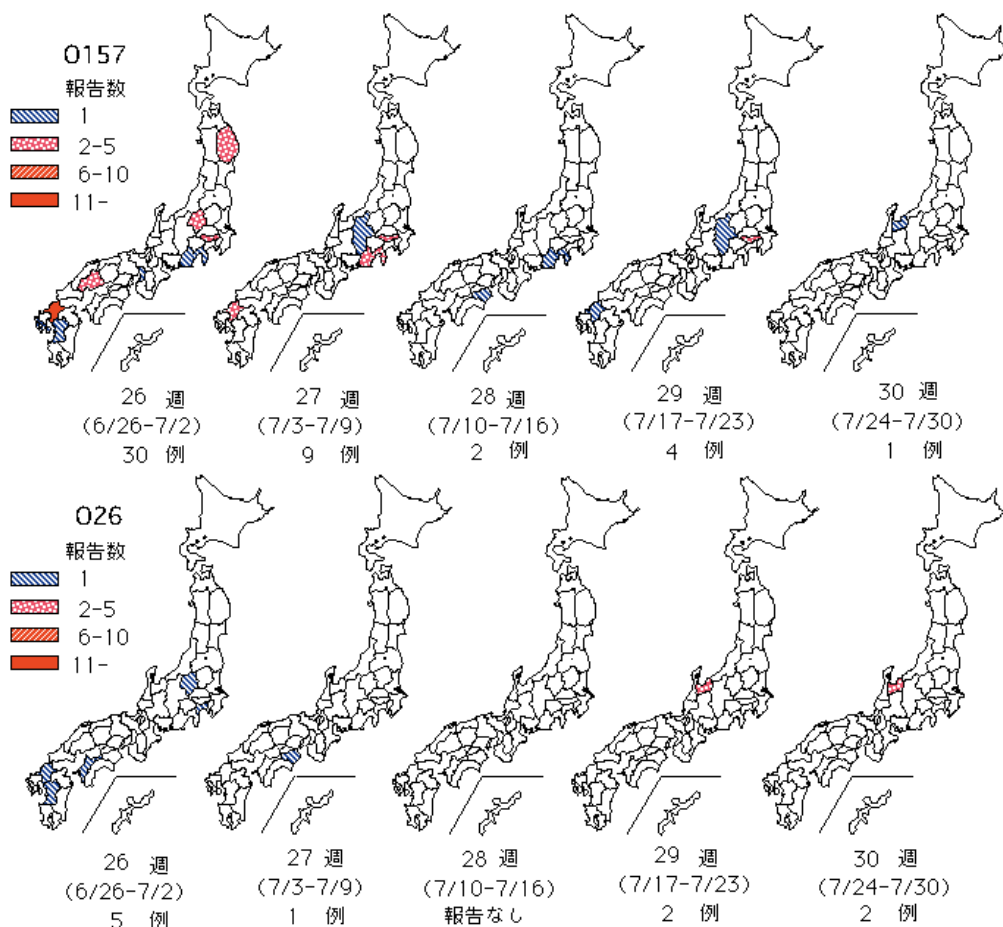 O157
報告数
1
2-5
6-10
11-
26 週
(6/26-7/2)
30 例
27 週
(7/3-7/9)
9 例
28 週
(7/10-7/16)
2 例
29 週
(7/17-7/23)
4 例
30 週
(7/24-7/30)
1 例
O26
報告数
1
2-5
6-10
11-
26 週
(6/26-7/2)
5 例
27 週
(7/3-7/9)
1 例
28 週
(7/10-7/16)
報告なし
29 週
(7/17-7/23)
2 例
30 週
(7/24-7/30)
2 例